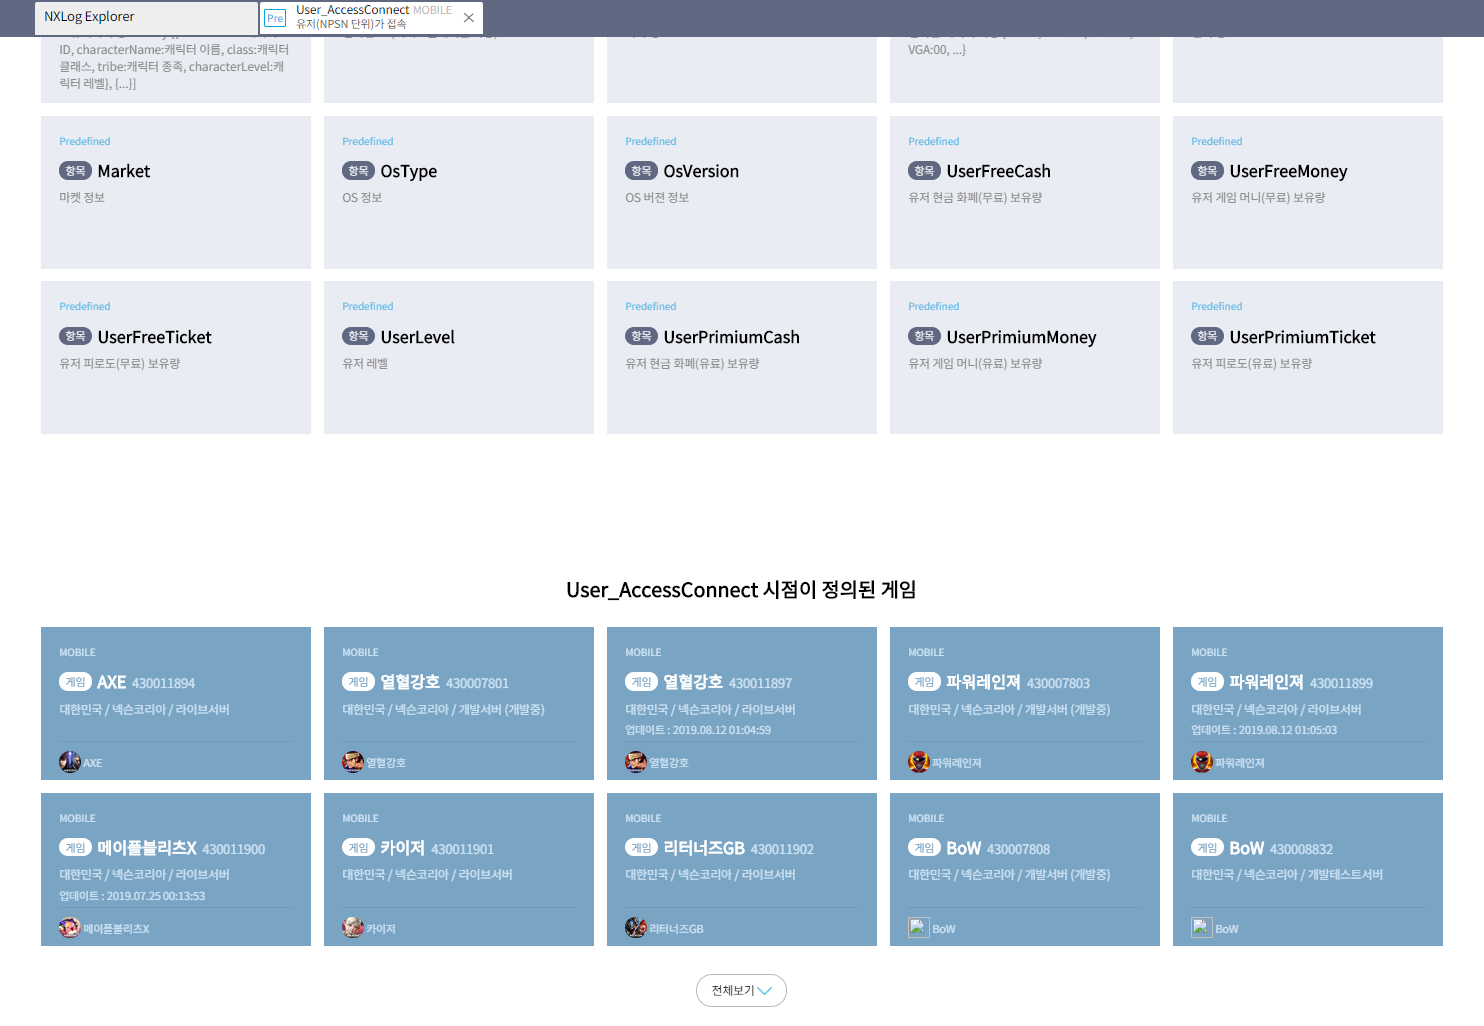 NXLog Explorer
Pre
User_AccessConnect MOBILE
유저(NPSN 단위)가 접속
ID, characterName:캐릭터 이름, class:캐릭터
클래스, tribe:캐릭터 종족, characterLevel:캐
릭터 레벨}, {...}]
VGA:00, ...}
Predefined
항목 Market
마켓 정보
Predefined
항목 OsType
OS 정보
Predefined
항목 OsVersion
OS 버젼 정보
Predefined
항목 UserFreeCash
유저 현금 화폐(무료) 보유량
Predefined
항목 UserFreeMoney
유저 게임 머니(무료) 보유량
Predefined
항목 UserFreeTicket
유저 피로도(무료) 보유량
Predefined
항목 UserLevel
유저 레벨
Predefined
항목 UserPrimiumCash
유저 현금 화폐(유료) 보유량
Predefined
항목 UserPrimiumMoney
유저 게임 머니(유료) 보유량
Predefined
항목 UserPrimiumTicket
유저 피로도(유료) 보유량
User_AccessConnect 시점이 정의된 게임
MOBILE
게임 AXE 430011894
대한민국 / 넥슨코리아 / 라이브서버
AXE
MOBILE
게임 열혈강호 430007801
대한민국 / 넥슨코리아 / 개발서버 (개발중)
열혈강호
MOBILE
게임 열혈강호 430011897
대한민국 / 넥슨코리아 / 라이브서버
업데이트 : 2019.08.12 01:04:59
열혈강호
MOBILE
게임 파워레인져 430007803
대한민국 / 넥슨코리아 / 개발서버 (개발중)
파워레인져
MOBILE
게임 파워레인져 430011899
대한민국 / 넥슨코리아 / 라이브서버
업데이트 : 2019.08.12 01:05:03
파워레인져
MOBILE
게임 메이플블리츠X 430011900
대한민국 / 넥슨코리아 / 라이브서버
업데이트 : 2019.07.25 00:13:53
메이플블리츠X
MOBILE
게임 카이저 430011901
대한민국 / 넥슨코리아 / 라이브서버
카이저
MOBILE
게임 리터너즈GB 430011902
대한민국 / 넥슨코리아 / 라이브서버
리터너즈GB
MOBILE
게임 BoW 430007808
대한민국 / 넥슨코리아 / 개발서버 (개발중)
BoW
MOBILE
게임 BoW 430008832
대한민국 / 넥슨코리아 / 개발테스트서버
BoW
전체보기